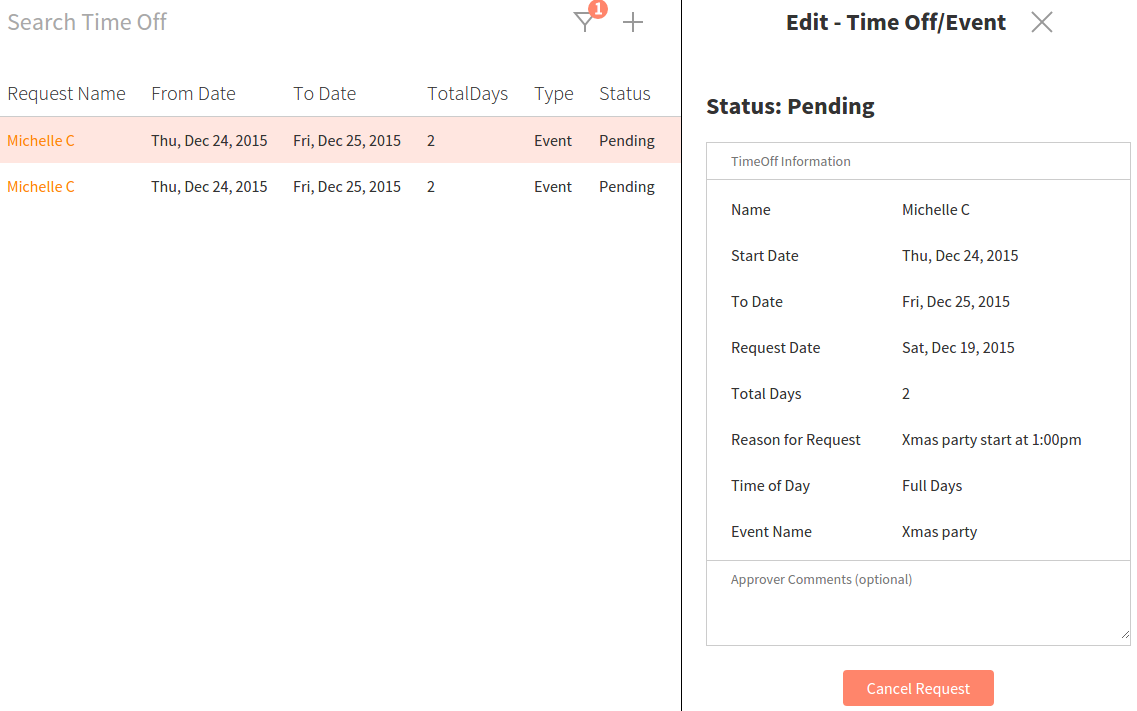 Search Time Off
1
Request Name From Date To Date TotalDays Type Status
Michelle C Thu, Dec 24, 2015 Fri, Dec 25, 2015 2 Event Pending
Michelle C Thu, Dec 24, 2015 Fri, Dec 25, 2015 2 Event Pending
Edit - Time Off/Event
Status: Pending
TimeOff Information
Name Michelle C
Start Date Thu, Dec 24, 2015
To Date Fri, Dec 25, 2015
Request Date Sat, Dec 19, 2015
Total Days 2
Reason for Request Xmas party start at 1:00pm
Time of Day Full Days
Event Name Xmas party
Approver Comments (optional)
Cancel Request